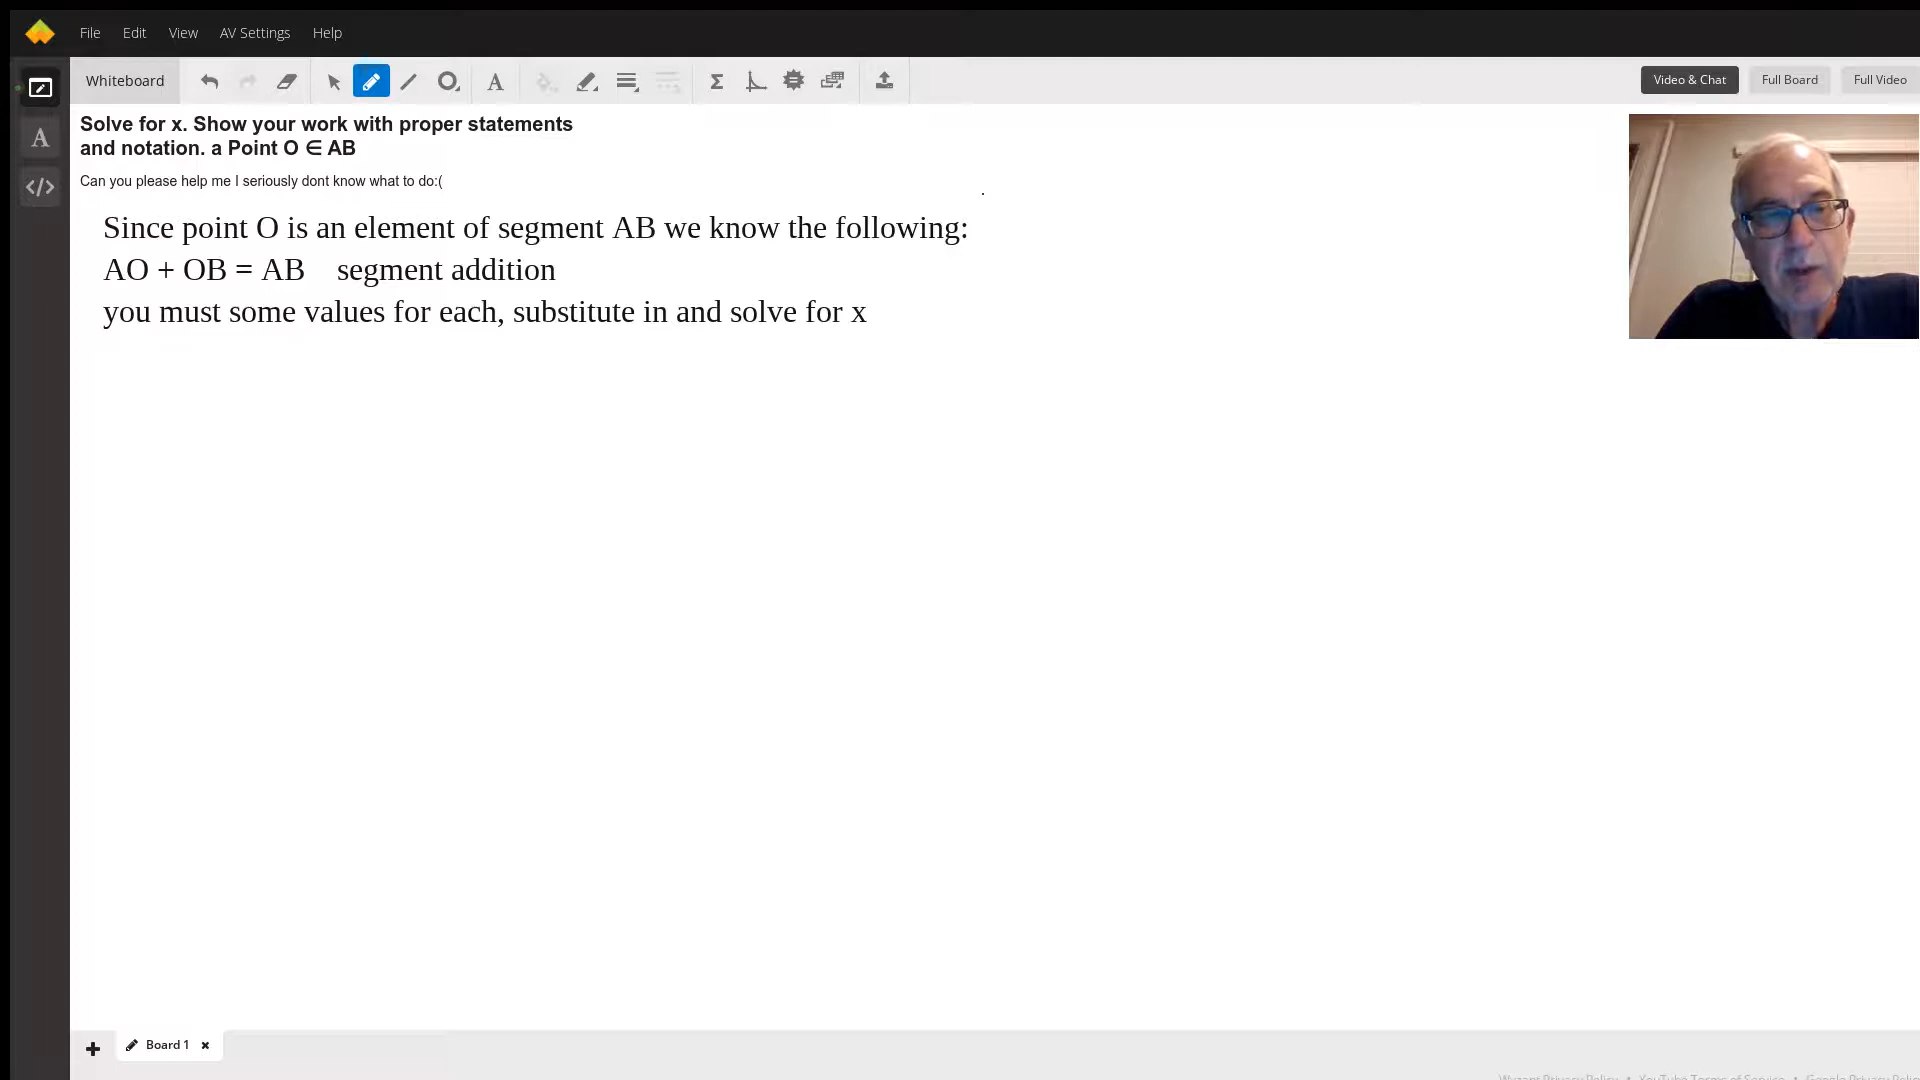 File Edit View AV Settings Help
Whiteboard
A Σ
Video & Chat Full Board Full Video
A
</>
Solve for x. Show your work with proper statements
and notation. a Point O ∈ AB
Can you please help me I seriously dont know what to do:(
Since point O is an element of segment AB we know the following:
AO + OB = AB segment addition
you must some values for each, substitute in and solve for x
Board 1